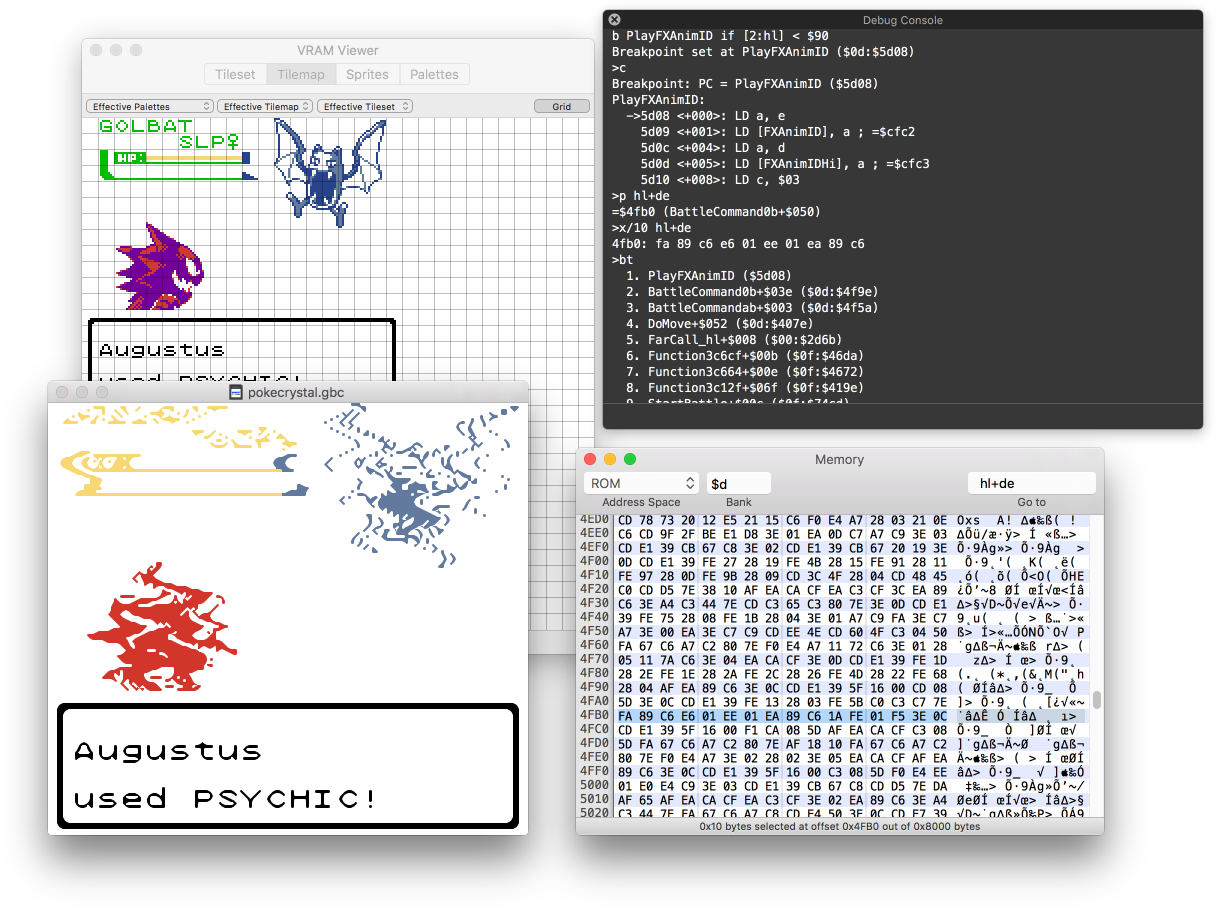 VRAM Viewer
Tileset
Tilemap
Sprites
Palettes
Effective Palettes
Effective Tilemap
Effective Tileset
Grid
GOLBAT
SLP♀
HP:
Augustus
used PSYCHIC!
Debug Console
b PlayFXAnimID if [2:hl] < $90
Breakpoint set at PlayFXAnimID ($0d:$5d08)
>c
Breakpoint: PC = PlayFXAnimID ($5d08)
PlayFXAnimID:
->5d08 <+000>: LD a, e
5d09 <+001>: LD [FXAnimID], a ; =$cfc2
5d0c <+004>: LD a, d
5d0d <+005>: LD [FXAnimIDHi], a ; =$cfc3
5d10 <+008>: LD c, $03
>p hl+de
=$4fb0 (BattleCommand0b+$050)
>x/10 hl+de
4fb0: fa 89 c6 e6 01 ee 01 ea 89 c6
>bt
1. PlayFXAnimID ($5d08)
2. BattleCommand0b+$03e ($0d:$4f9e)
3. BattleCommandab+$003 ($0d:$4f5a)
4. DoMove+$052 ($0d:$407e)
5. FarCall_hl+$008 ($00:$2d6b)
6. Function3c6cf+$00b ($0f:$46da)
7. Function3c664+$00e ($0f:$4672)
8. Function3c12f+$06f ($0f:$419e)
9. StartBattle+$00c ($0f:$74cd)
pokecrystal.gbc
Augustus
used PSYCHIC!
Memory
ROM
$d
hl+de
Address Space
Bank
Go to
4ED0 CD 78 73 20 12 E5 21 15 C6 F0 E4 A7 28 03 21 0E
4EE0 C6 CD 9F 2F BE E1 D8 3E 01 EA 0D C7 A7 C9 3E 03
4EF0 CD E1 39 CB 67 C8 3E 02 CD E1 39 CB 67 20 19 3E
4F00 0D CD E1 39 FE 27 28 19 FE 4B 28 15 FE 91 28 11
4F10 FE 97 28 0D FE 9B 28 09 CD 3C 4F 28 04 CD 48 45
4F20 C0 CD D5 7E 38 10 AF EA CA CF EA C3 CF 3C EA 89
4F30 C6 3E A4 C3 44 7E CD C3 65 C3 80 7E 3E 0D CD E1
4F40 39 FE 75 28 08 FE 1B 28 04 3E 01 A7 C9 FA 3E C7
4F50 A7 3E 00 EA 3E C7 C9 CD EE 4E CD 60 4F C3 04 50
4F60 FA 67 C6 A7 C2 80 7E F0 E4 A7 11 72 C6 3E 01 28
4F70 05 11 7A C6 3E 04 EA CA CF 3E 0D CD E1 39 FE 1D
4F80 28 2E FE 1E 28 2A FE 2C 28 26 FE 4D 28 22 FE 68
4F90 28 04 AF EA 89 C6 3E 0C CD E1 39 5F 16 00 CD 08
4FA0 5D 3E 0C CD E1 39 FE 13 28 03 FE 5B C0 C3 C7 7E
4FB0 FA 89 C6 E6 01 EE 01 EA 89 C6 1A FE 01 F5 3E 0C
4FC0 CD E1 39 5F 16 00 F1 CA 08 5D AF EA CA CF C3 08
4FD0 5D FA 67 C6 A7 C2 80 7E AF 18 10 FA 67 C6 A7 C2
4FE0 80 7E F0 E4 A7 3E 02 28 02 3E 05 EA CA CF AF EA
4FF0 89 C6 3E 0C CD E1 39 5F 16 00 C3 08 5D F0 E4 EE
5000 01 E0 E4 C9 3E 03 CD E1 39 CB 67 C8 CD D5 7E DA
5010 AF 65 AF EA CA CF EA C3 CF 3E 02 EA 89 C6 3E A4
5020 C3 44 7E FA 67 C6 A7 C8 CD E4 50 3E 0C CD E7 39
0x10 bytes selected at offset 0x4FB0 out of 0x8000 bytes